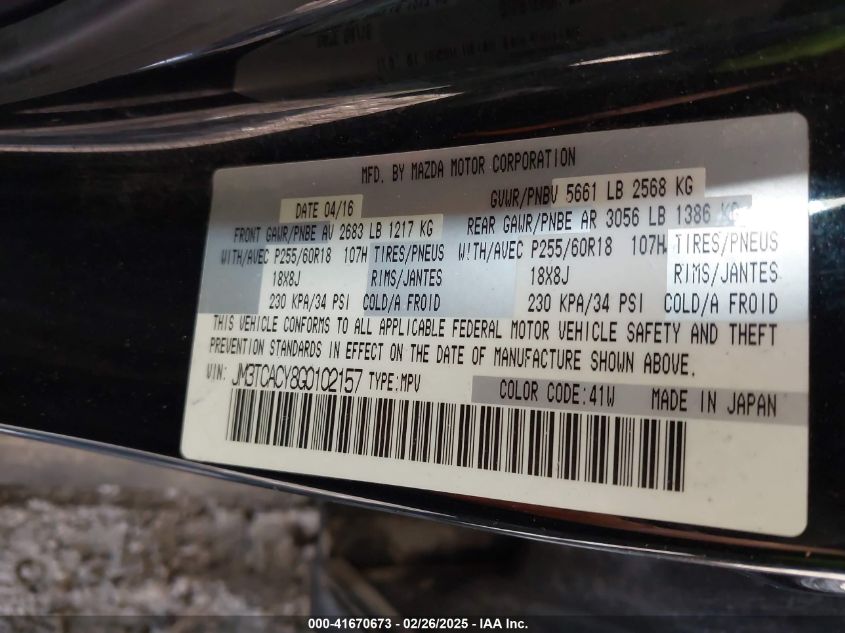 MFD. BY MAZDA MOTOR CORPORATION
DATE 04/16 GVWR/PNBV 5661 LB 2568 KG
FRONT GAWR/PNBE AV 2683 LB 1217 KG REAR GAWR/PNBE AR 3056 LB 1386 KG
WITH/AVEC P255/60R18 107H TIRES/PNEUS WITH/AVEC P255/60R18 107H TIRES/PNEUS
18X8J RIMS/JANTES 18X8J RIMS/JANTES
230 KPA/34 PSI COLD/A FROID 230 KPA/34 PSI COLD/A FROID
THIS VEHICLE CONFORMS TO ALL APPLICABLE FEDERAL MOTOR VEHICLE SAFETY AND THEFT
PREVENTION STANDARDS IN EFFECT ON THE DATE OF MANUFACTURE SHOWN ABOVE.
VIN: JM3TCACY8G0102157 TYPE:MPV COLOR CODE:41W MADE IN JAPAN
000-41670673 - 02/26/2025 - IAA Inc.